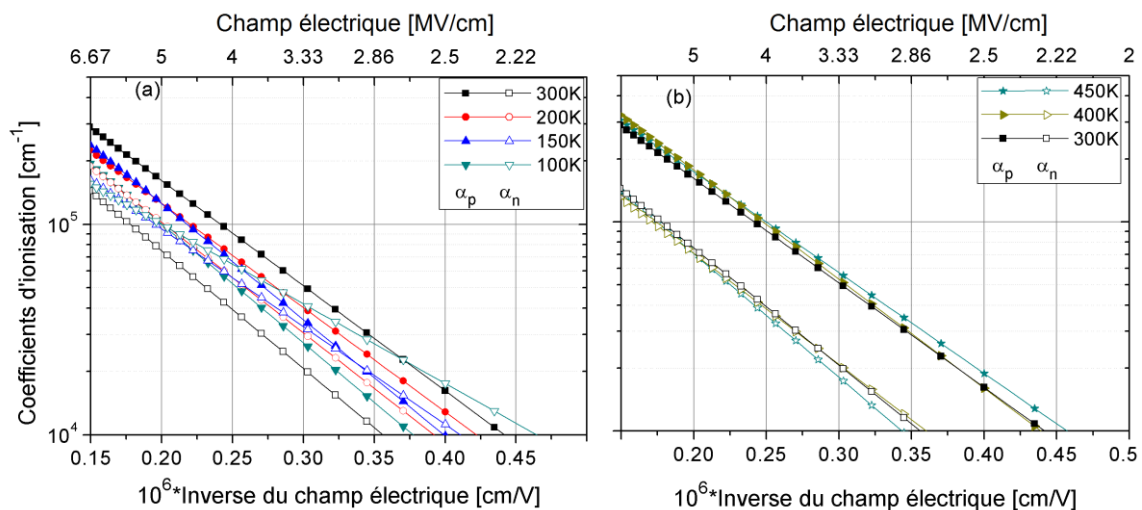 Champ électrique [MV/cm]
6.67 5 4 3.33 2.86 2.5 2.22
(a)
300K
200K
150K
100K
αp αn
Coefficients d'ionisation [cm-1]
10^5
10^4
0.15 0.20 0.25 0.30 0.35 0.40 0.45
10^6*Inverse du champ électrique [cm/V]
Champ électrique [MV/cm]
5 4 3.33 2.86 2.5 2.22 2
(b)
450K
400K
300K
αp αn
0.20 0.25 0.30 0.35 0.40 0.45 0.5
10^6*Inverse du champ électrique [cm/V]